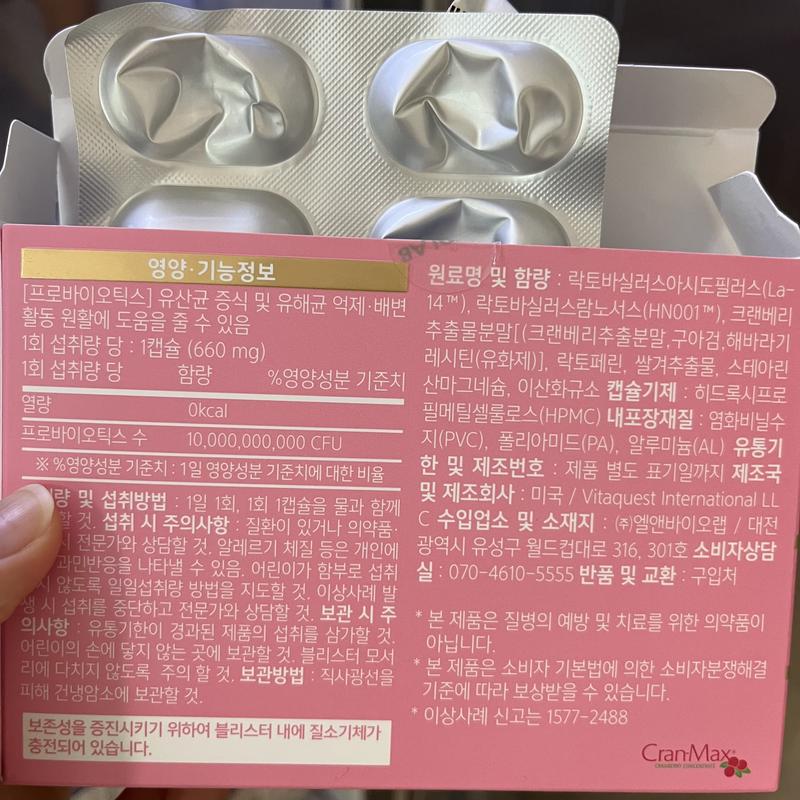 영양·기능정보
[프로바이오틱스] 유산균 증식 및 유해균 억제·배변
활동 원활에 도움을 줄 수 있음
1회 섭취량 당 : 1캡슐 (660 mg)
1회 섭취량 당 함량 %영양성분 기준치
열량 0kcal
프로바이오틱스 수 10,000,000,000 CFU
※ %영양성분 기준치 : 1일 영양성분 기준치에 대한 비율
및 섭취방법 : 1일 1회, 1회 1캡슐을 물과 함께
할 것. 섭취 시 주의사항 : 질환이 있거나 의약품·
전문가와 상담할 것. 알레르기 체질 등은 개인에
과민반응을 나타낼 수 있음. 어린이가 함부로 섭취
않도록 일일섭취량 방법을 지도할 것. 이상사례 발
생 시 섭취를 중단하고 전문가와 상담할 것. 보관 시 주
의사항 : 유통기한이 경과된 제품의 섭취를 삼가할 것.
어린이의 손에 닿지 않는 곳에 보관할 것. 블리스터 모서
리에 다치지 않도록 주의 할 것. 보관방법 : 직사광선을
피해 건냉암소에 보관할 것.
보존성을 증진시키기 위하여 블리스터 내에 질소기체가
충전되어 있습니다.
원료명 및 함량 : 락토바실러스아시도필러스(La-
14™), 락토바실러스람노서스(HN001™), 크랜베리
추출물분말[(크랜베리추출분말,구아검,해바라기
레시틴(유화제)], 락토페린, 쌀겨추출물, 스테아린
산마그네슘, 이산화규소 캡슐기제 : 히드록시프로
필메틸셀룰로스(HPMC) 내포장재질 : 염화비닐수
지(PVC), 폴리아미드(PA), 알루미늄(AL) 유통기
한 및 제조번호 : 제품 별도 표기일까지 제조국
및 제조회사 : 미국 / Vitaquest International LL
C 수입업소 및 소재지 : ㈜엘앤바이오랩 / 대전
광역시 유성구 월드컵대로 316, 301호 소비자상담
실 : 070-4610-5555 반품 및 교환 : 구입처
* 본 제품은 질병의 예방 및 치료를 위한 의약품이
아닙니다.
* 본 제품은 소비자 기본법에 의한 소비자분쟁해결
기준에 따라 보상받을 수 있습니다.
* 이상사례 신고는 1577-2488
Cran-Max®
CRANBERRY CONCENTRATE